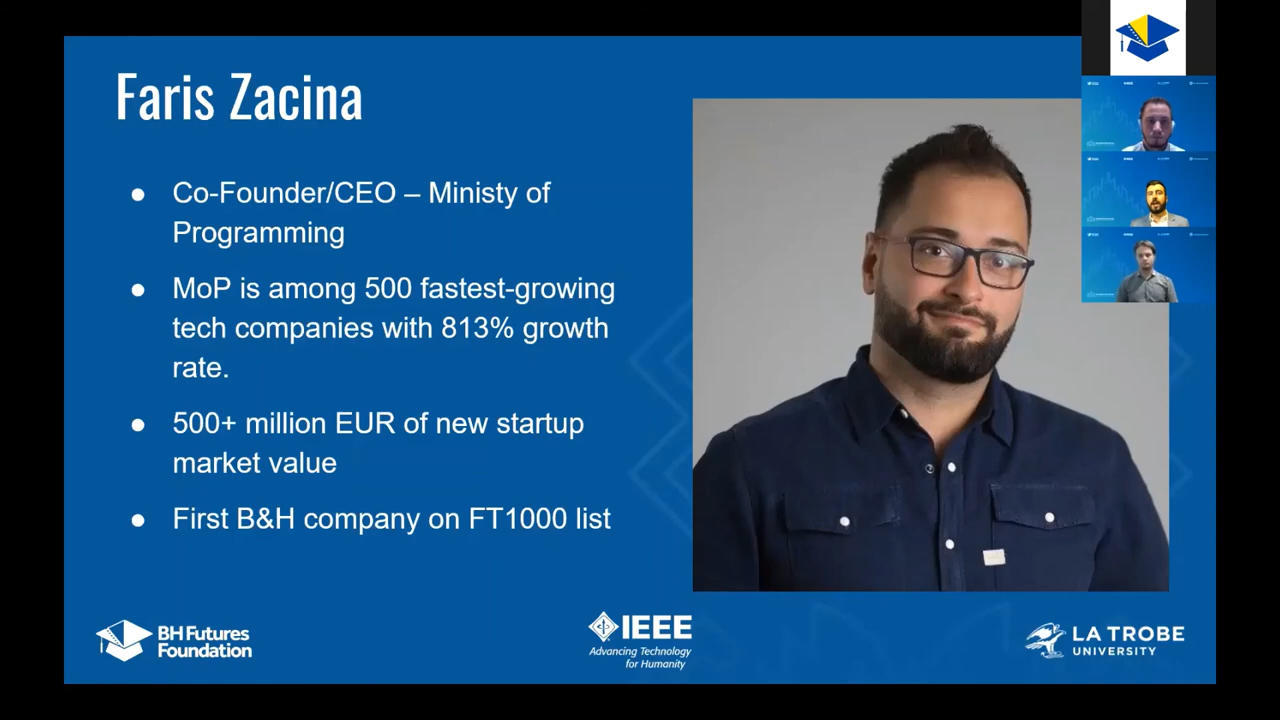 Faris Zacina
● Co-Founder/CEO – Ministy of
Programming
● MoP is among 500 fastest-growing
tech companies with 813% growth
rate.
● 500+ million EUR of new startup
market value
● First B&H company on FT1000 list
BH Futures
Foundation
IEEE
Advancing Technology
for Humanity
LA TROBE
UNIVERSITY